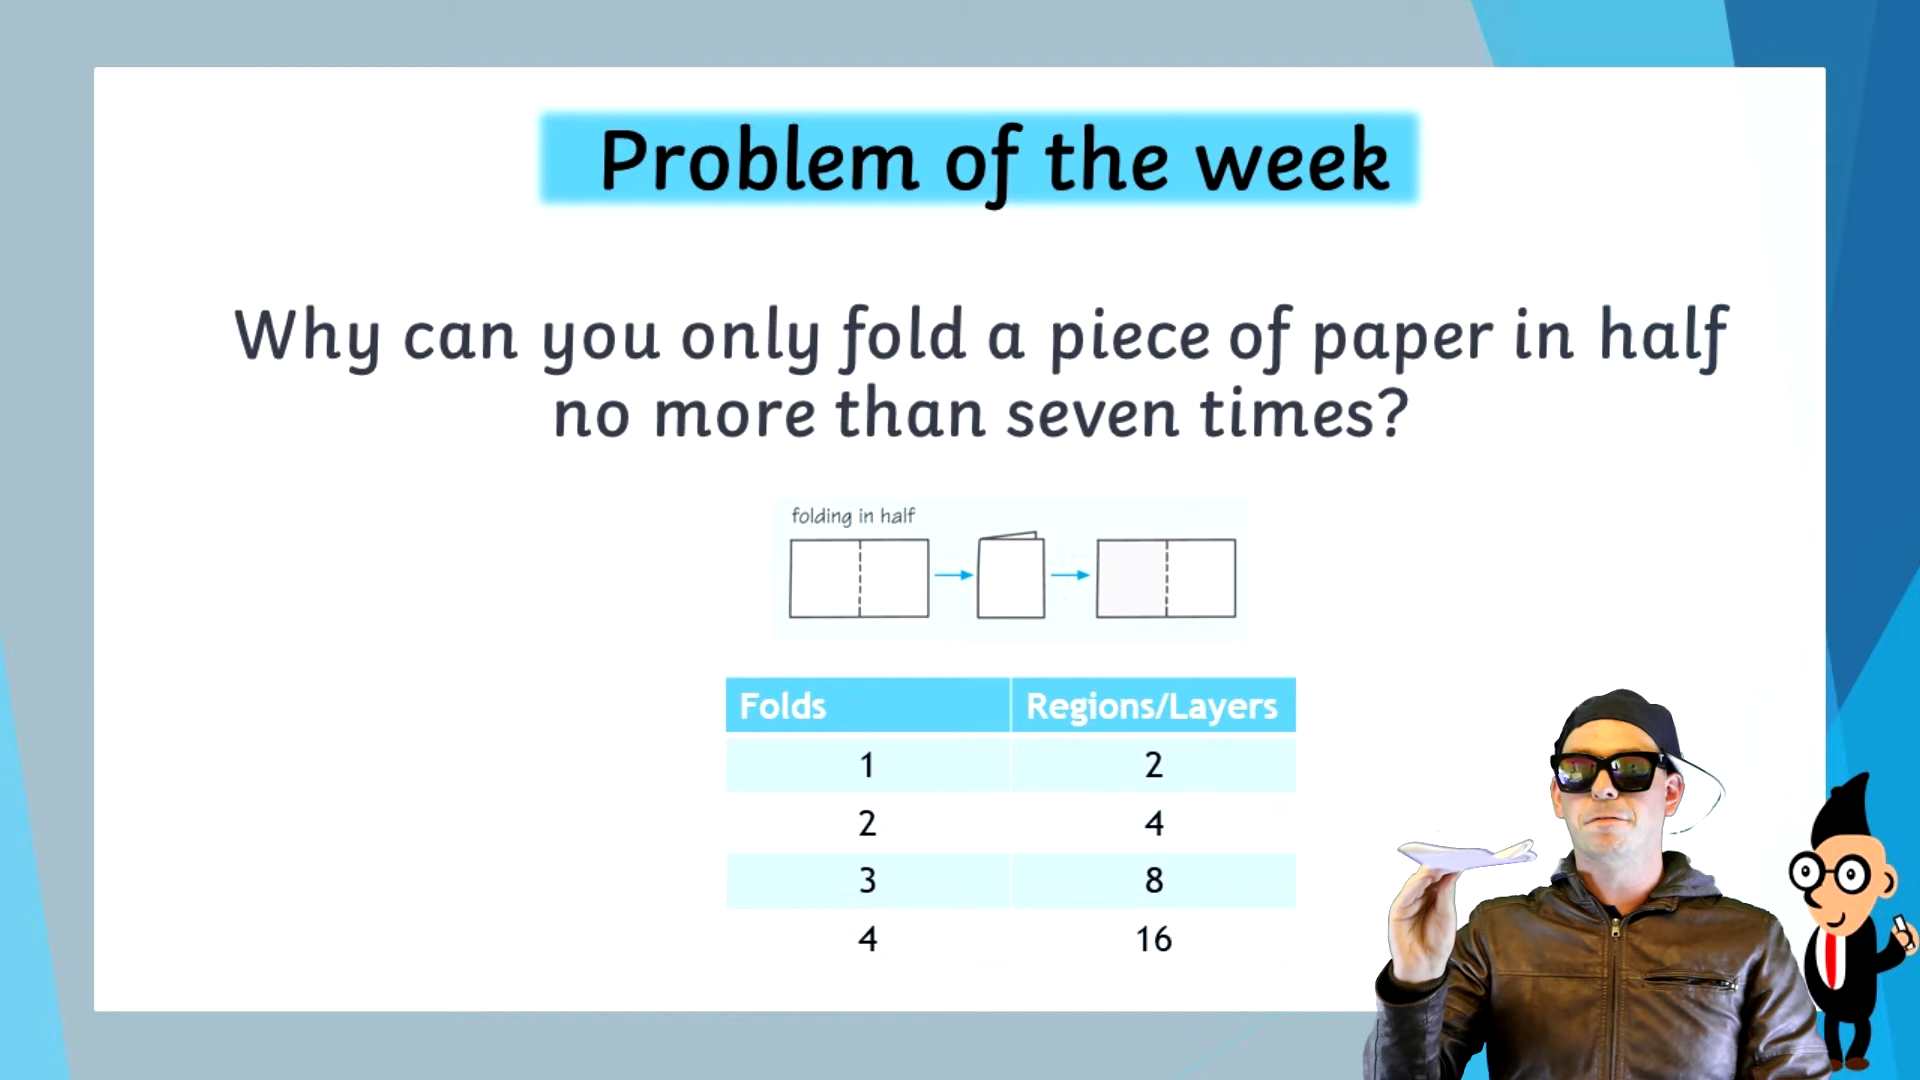 Problem of the week
Why can you only fold a piece of paper in half
no more than seven times?
folding in half
Folds Regions/Layers
1 2
2 4
3 8
4 16